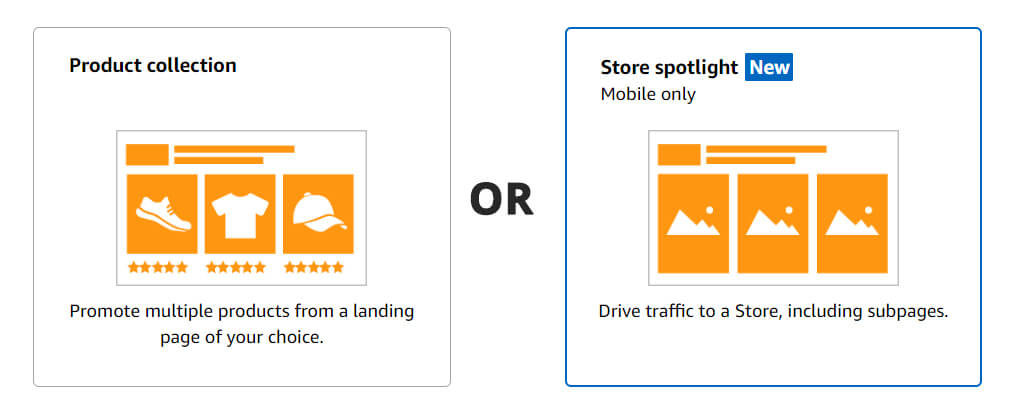 Product collection
Promote multiple products from a landing
page of your choice.
OR
Store spotlight New
Mobile only
Drive traffic to a Store, including subpages.